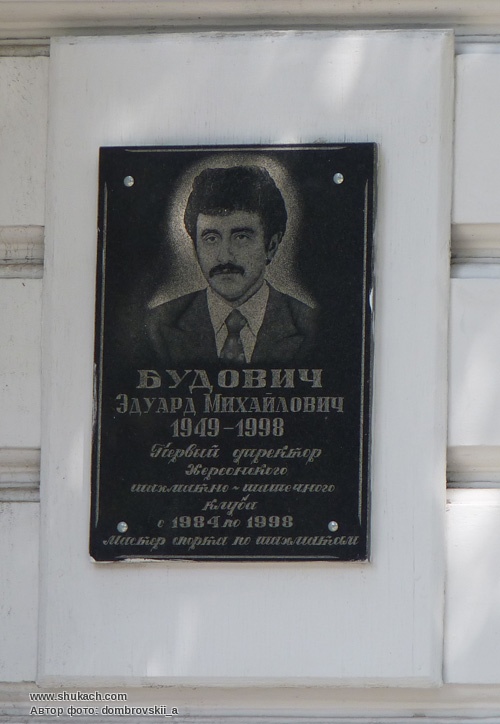 БУДОВИЧ
ЭДУАРД МИХАЙЛОВИЧ
1949-1998
Первый директор
Херсонского
шахматно-шашечного
клуба
с 1984 по 1998
Мастер спорта по шахматам
www.shukach.com
Автор фото: dombrovskii_a